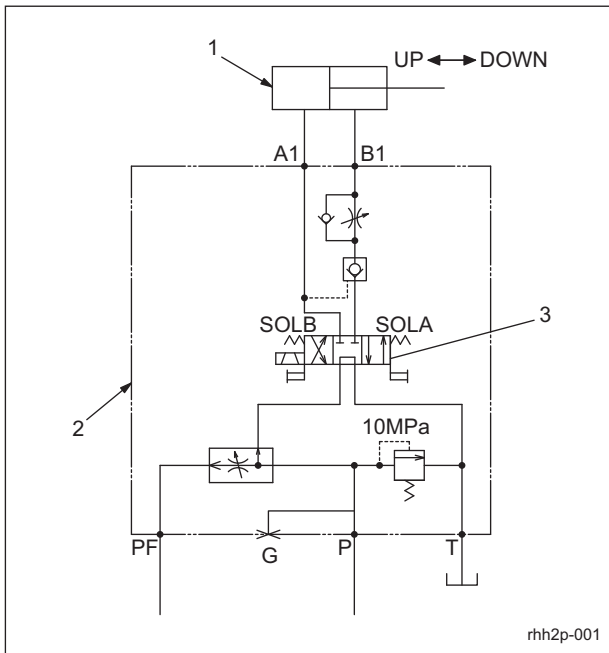 1
UP DOWN
A1 B1
SOLB SOLA
3
2
10MPa
PF G P T
rhh2p-001